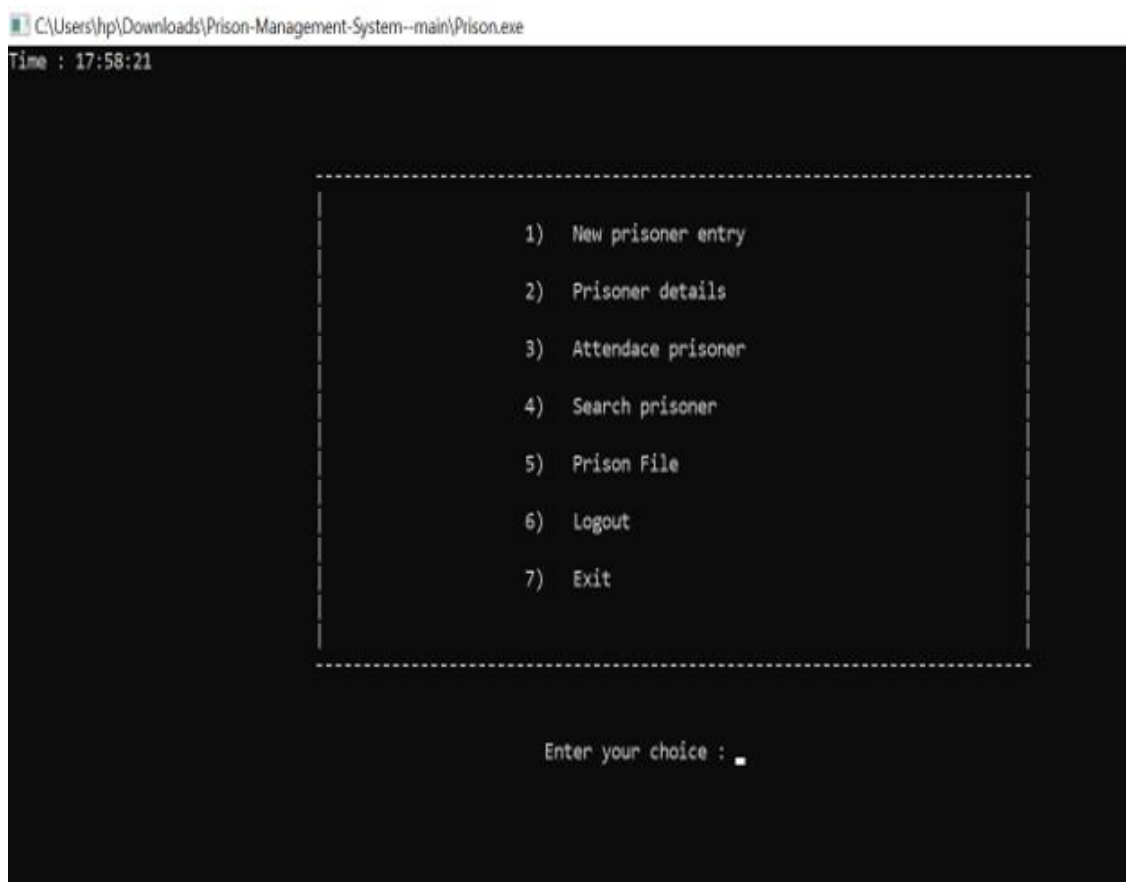 C:\Users\hp\Downloads\Prison-Management-System--main\Prison.exe
Time : 17:58:21
1) New prisoner entry
2) Prisoner details
3) Attendace prisoner
4) Search prisoner
5) Prison File
6) Logout
7) Exit
Enter your choice :